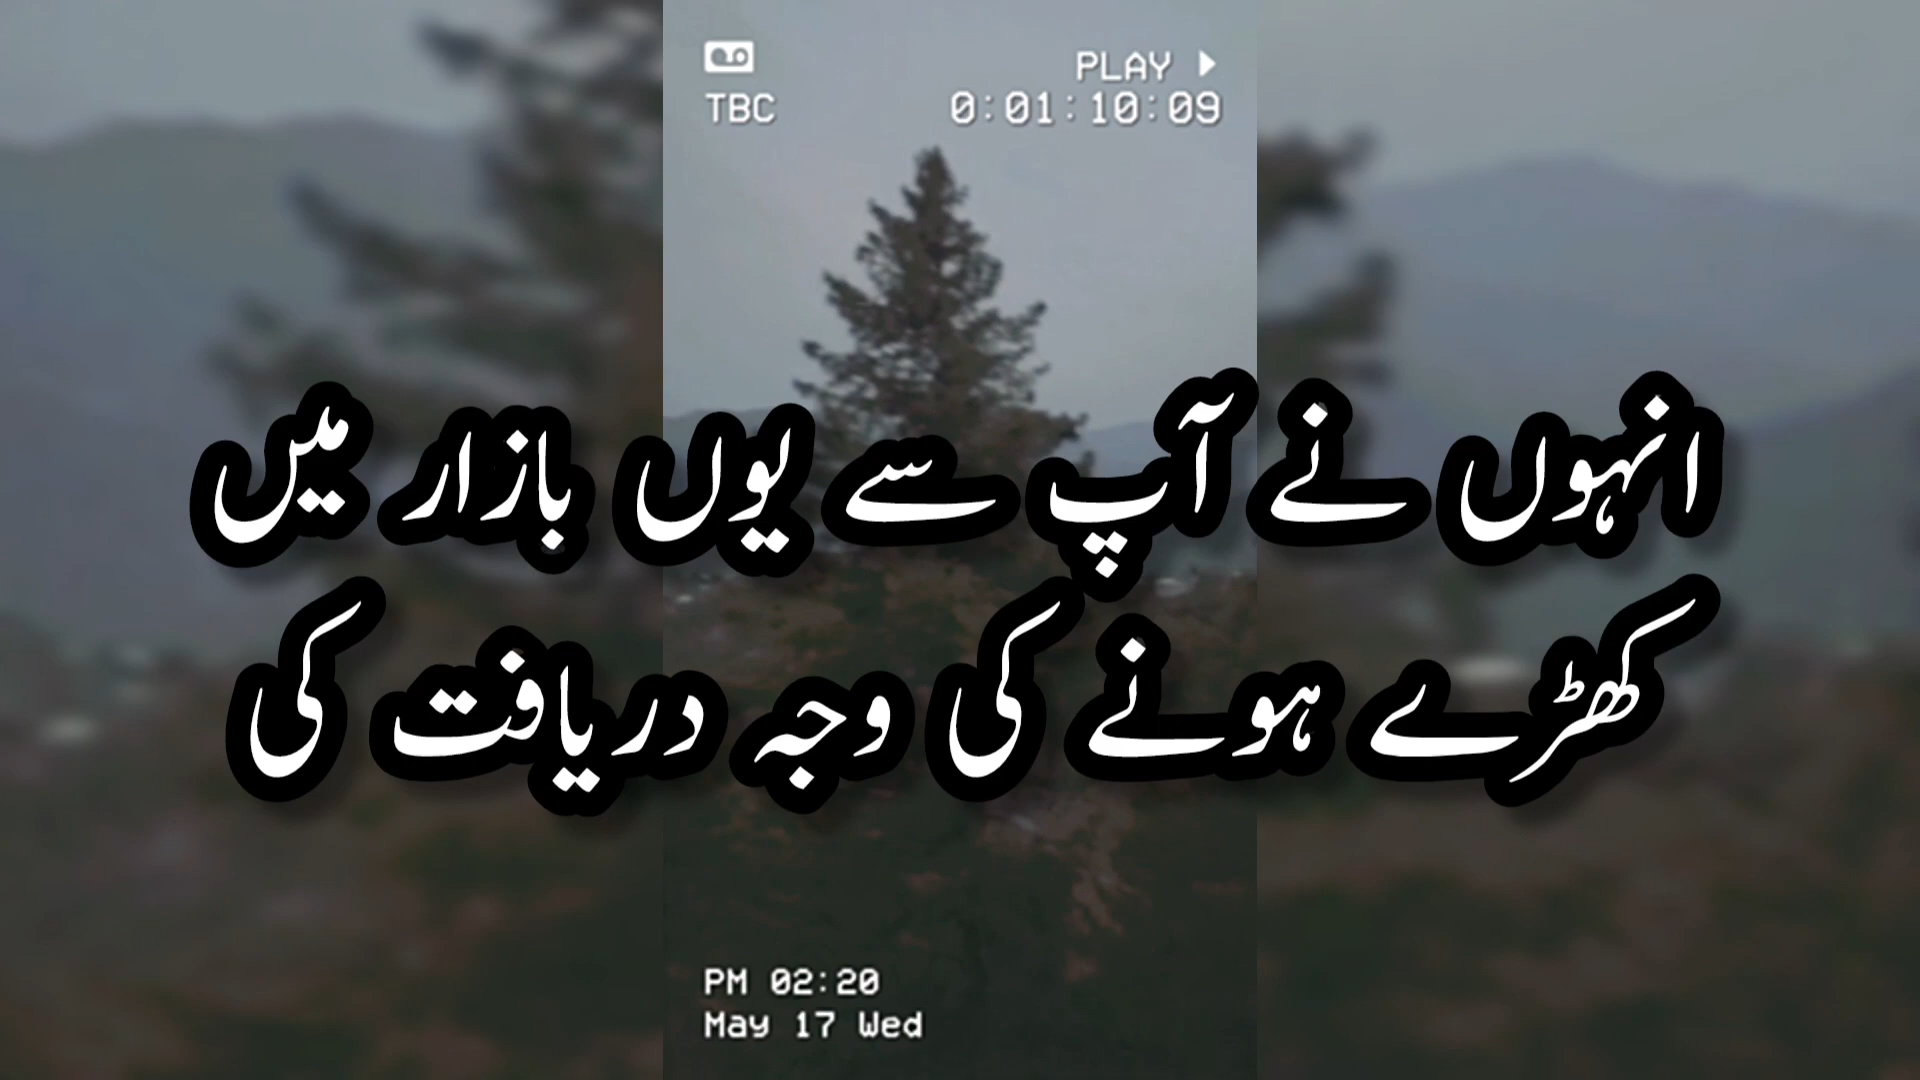 PLAY
TBC 0:01:10:09
انہوں نے آپ سے یوں بازار میں
کھڑے ہونے کی وجہ دریافت کی
PM 02:20
May 17 Wed